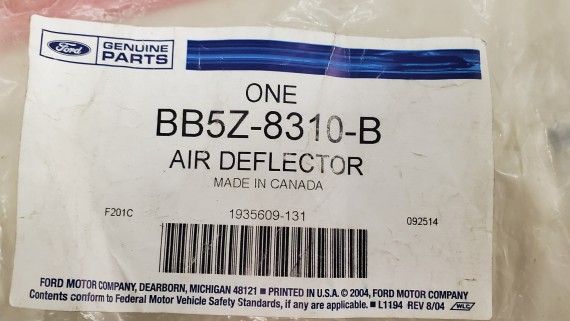 Ford GENUINE PARTS
ONE
BB5Z-8310-B
AIR DEFLECTOR
MADE IN CANADA
F201C 1935609-131 092514
FORD MOTOR COMPANY, DEARBORN, MICHIGAN 48121 ■ PRINTED IN U.S.A. © 2004, FORD MOTOR COMPANY
Contents conform to Federal Motor Vehicle Safety Standards, if any are applicable. ■ L1194 REV 8/04 WLC